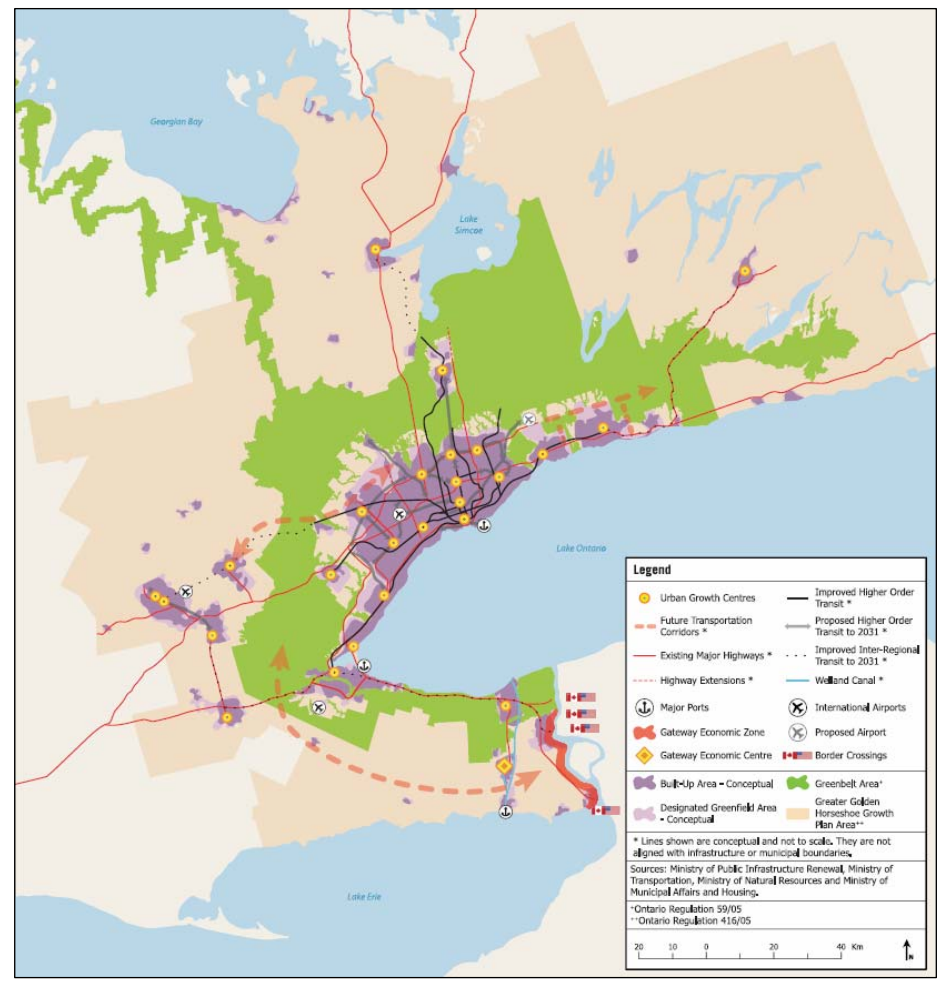 Georgian Bay
Lake
Simcoe
Lake Ontario
Lake Erie
Legend
Urban Growth Centres
Future Transportation
Corridors *
Existing Major Highways *
Highway Extensions *
Major Ports
Gateway Economic Zone
Gateway Economic Centre
Improved Higher Order
Transit *
Proposed Higher Order
Transit to 2031 *
Improved Inter-Regional
Transit to 2031 *
Welland Canal *
International Airports
Proposed Airport
Border Crossings
Built-Up Area - Conceptual
Designated Greenfield Area
- Conceptual
Greenbelt Area+
Greater Golden
Horseshoe Growth
Plan Area++
* Lines shown are conceptual and not to scale. They are not
aligned with infrastructure or municipal boundaries.
Sources: Ministry of Public Infrastructure Renewal, Ministry of
Transportation, Ministry of Natural Resources and Ministry of
Municipal Affairs and Housing.
+Ontario Regulation 59/05
++Ontario Regulation 416/05
20 10 0 20 40 Km
N